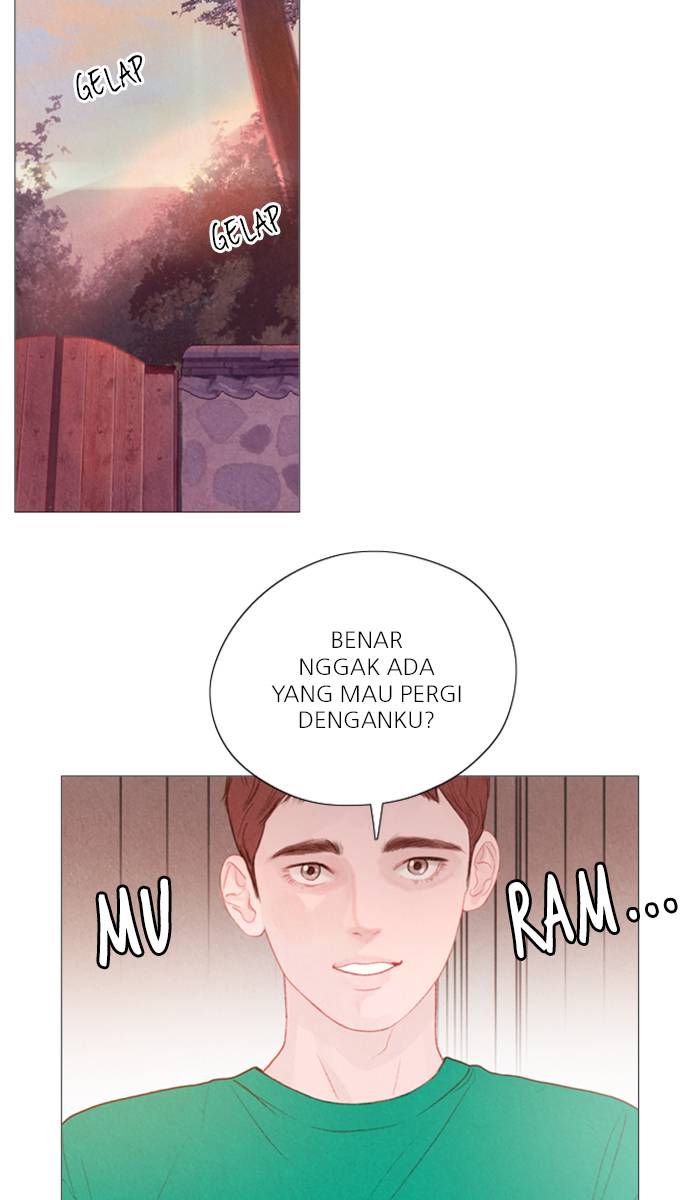 GELAP
GELAP
BENAR
NGGAK ADA
YANG MAU PERGI
DENGANKU?
MU RAM...